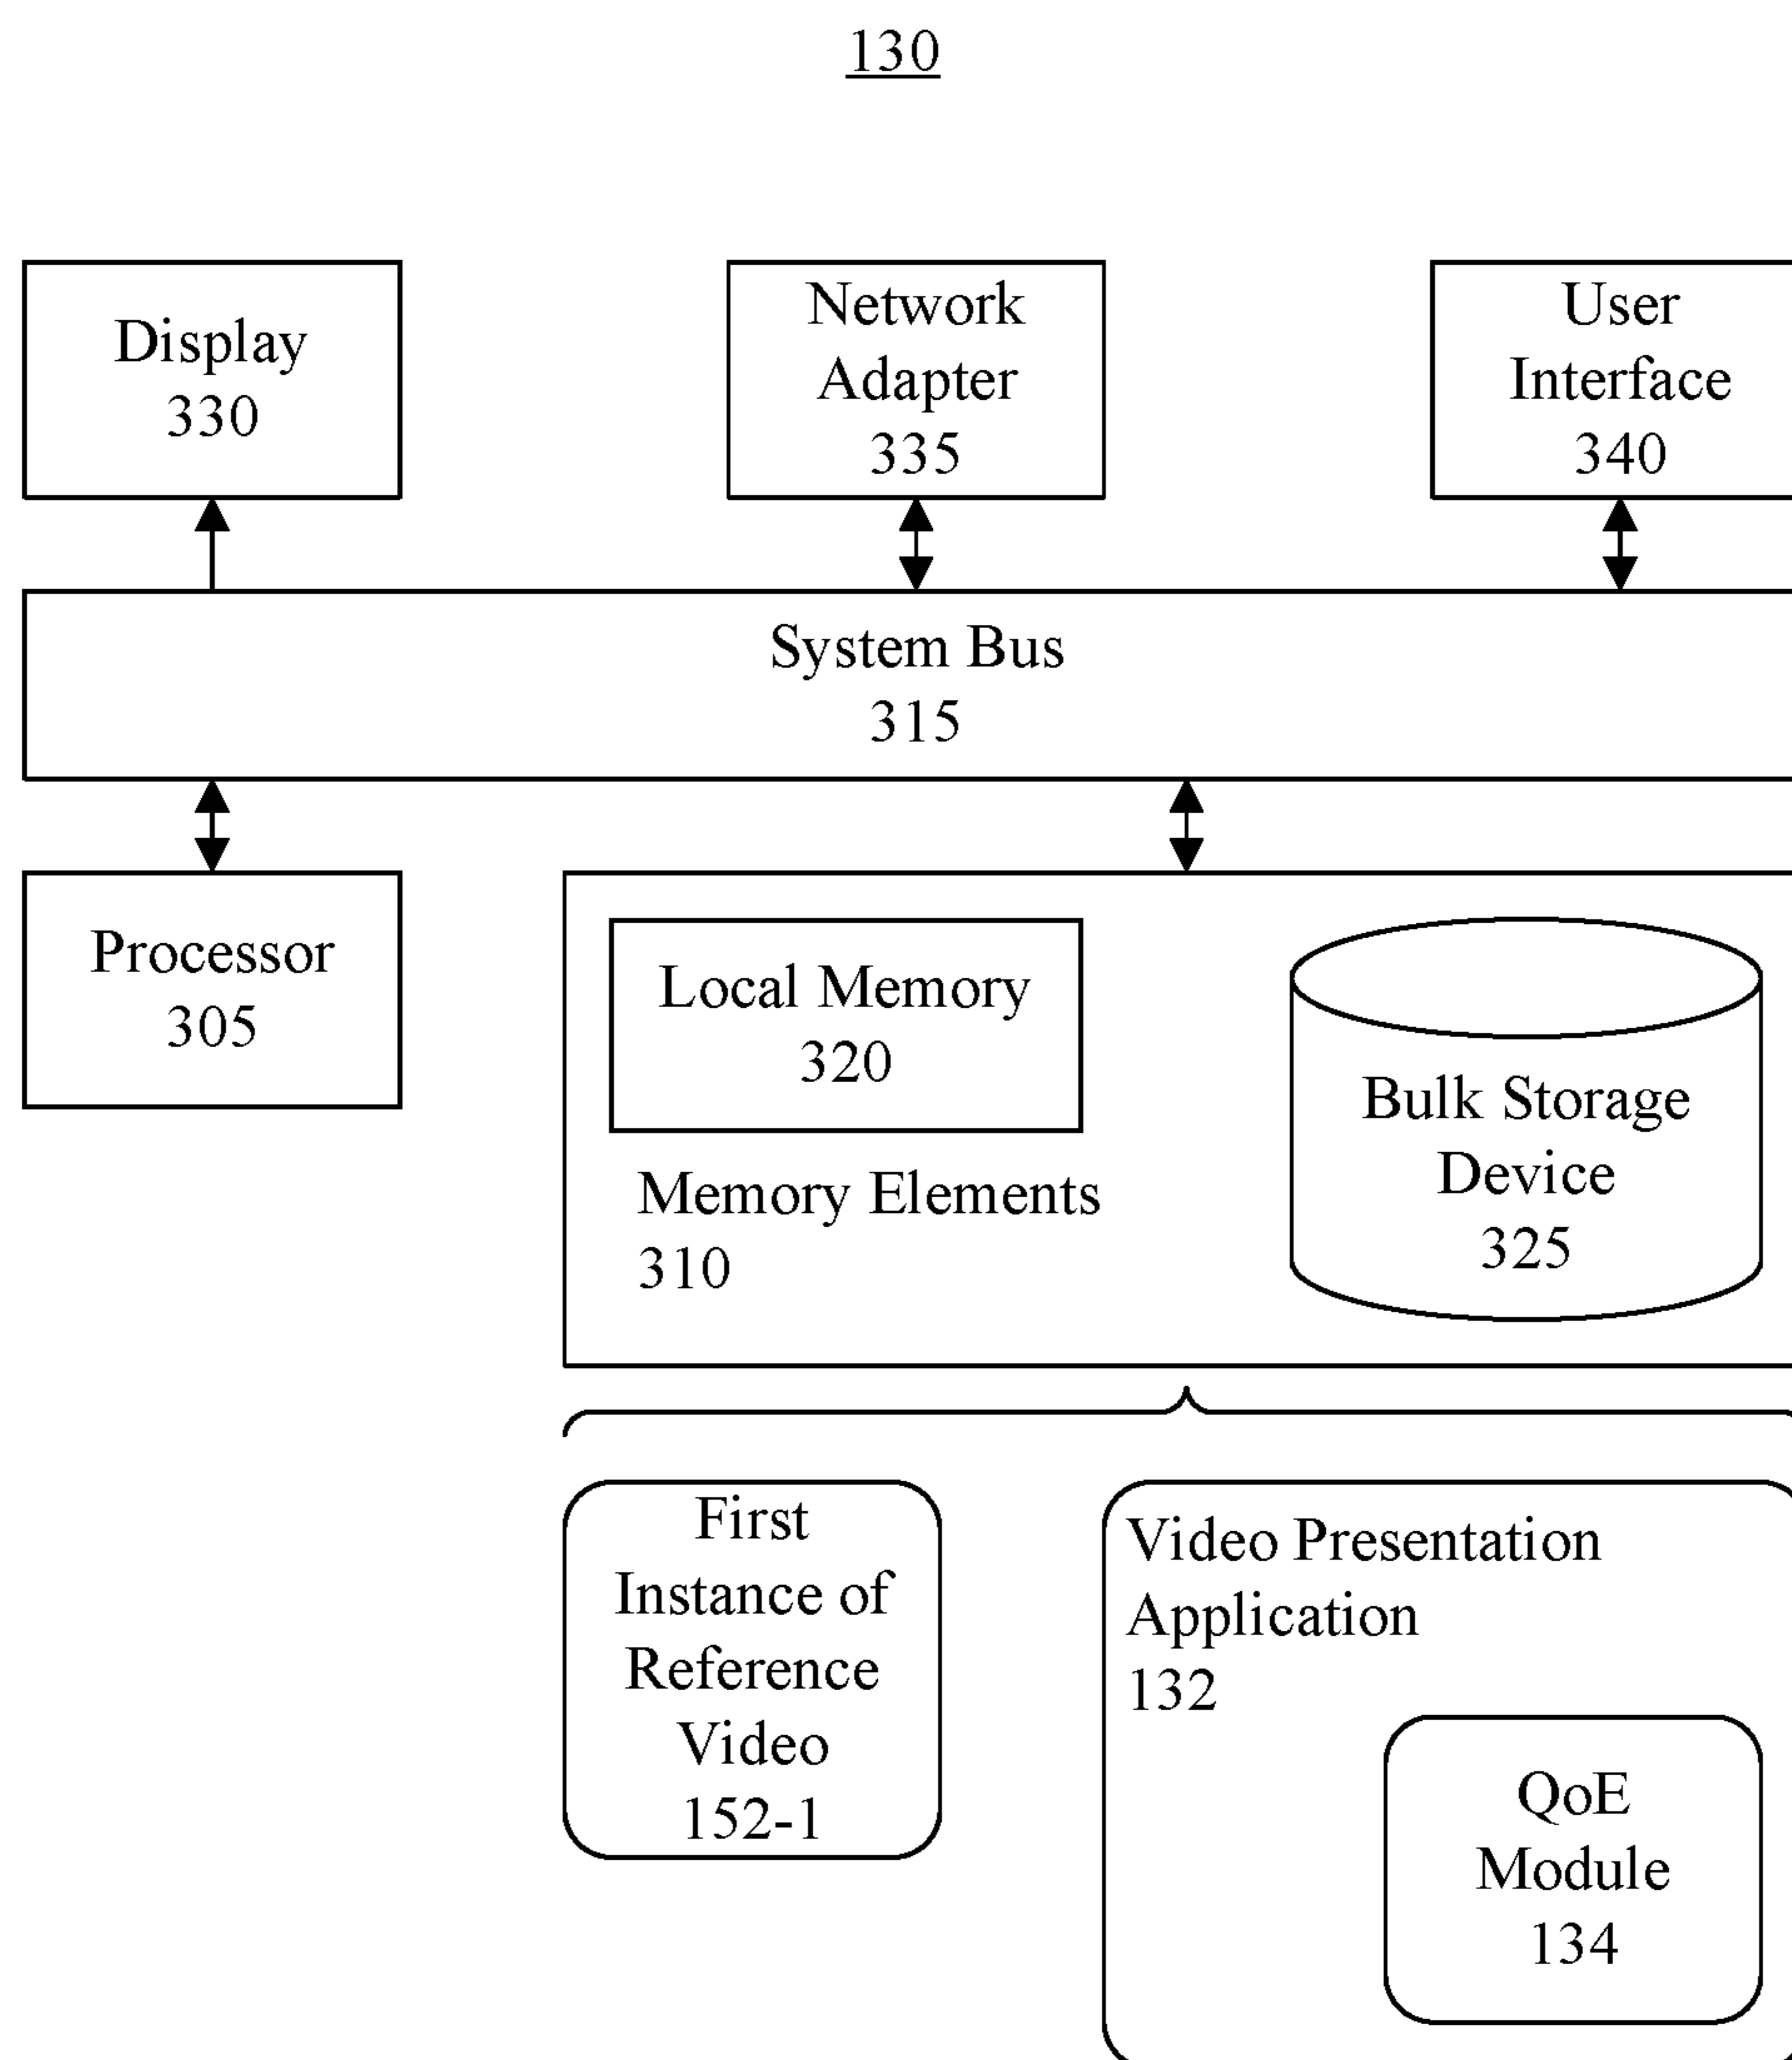 130
Display
330
Network
Adapter
335
User
Interface
340
System Bus
315
Processor
305
Local Memory
320
Memory Elements
310
Bulk Storage
Device
325
First
Instance of
Reference
Video
152-1
Video Presentation
Application
132
QoE
Module
134